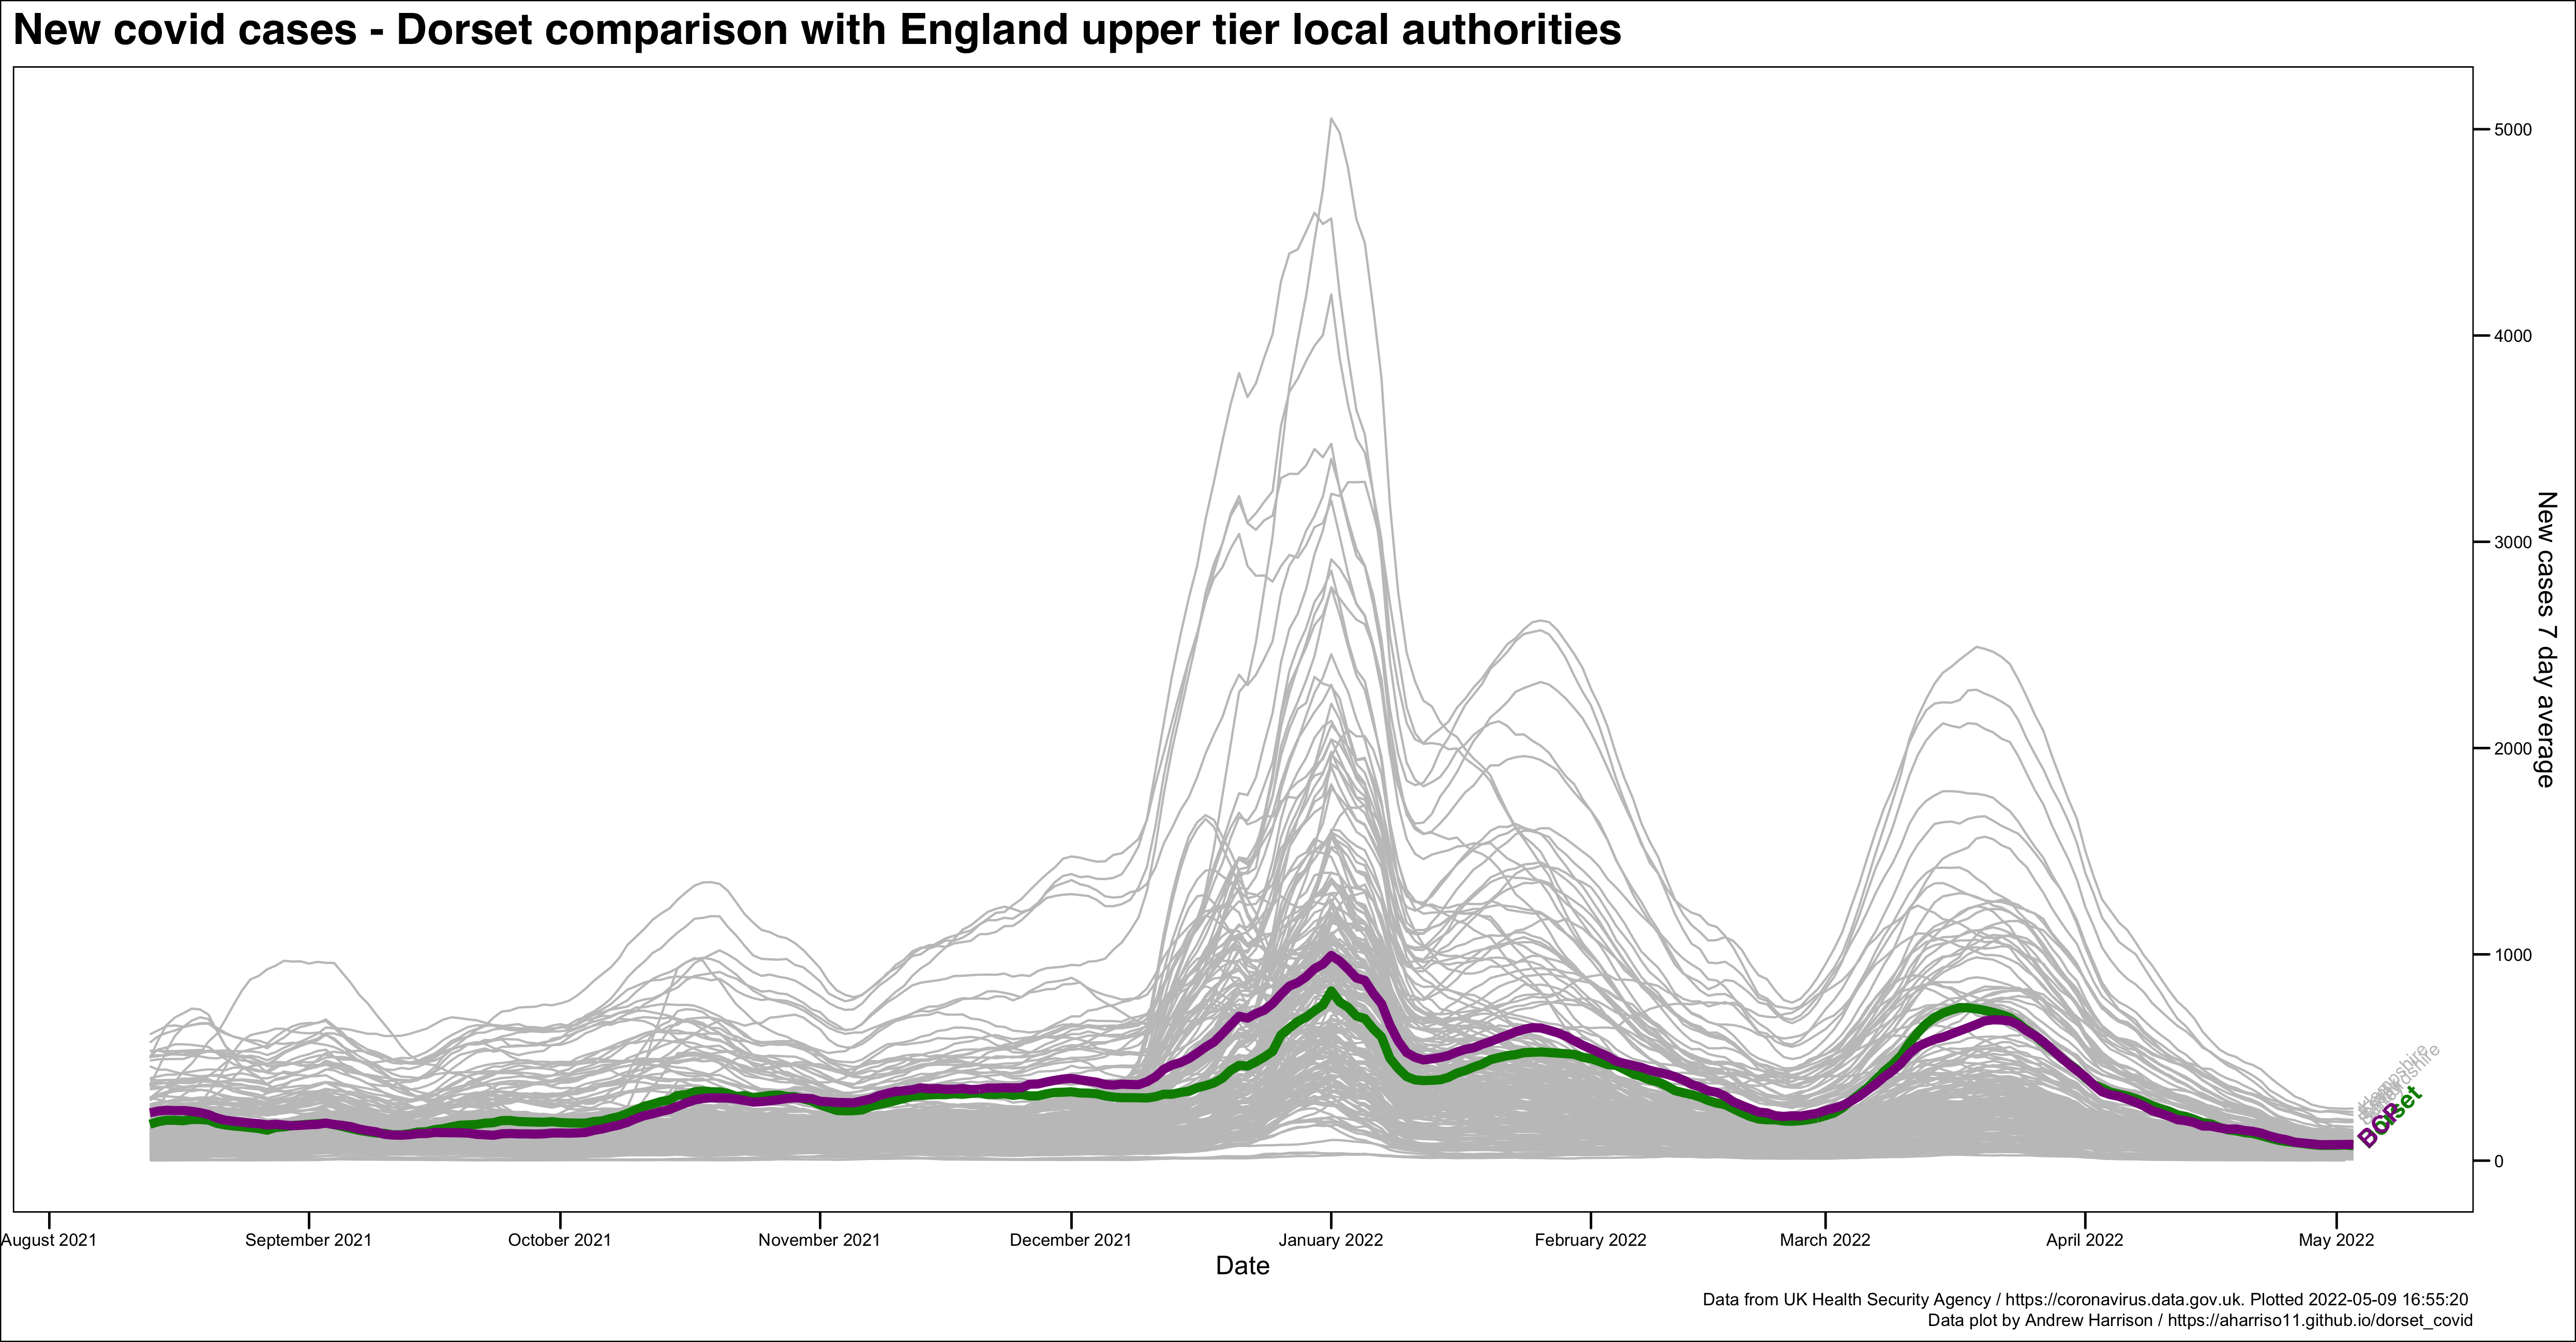 New covid cases - Dorset comparison with England upper tier local authorities
5000
4000
3000
2000
1000
0
New cases 7 day average
Dorset
BCP
August 2021
September 2021
October 2021
November 2021
December 2021
January 2022
February 2022
March 2022
April 2022
May 2022
Date
Data from UK Health Security Agency / https://coronavirus.data.gov.uk. Plotted 2022-05-09 16:55:20
Data plot by Andrew Harrison / https://aharriso11.github.io/dorset_covid